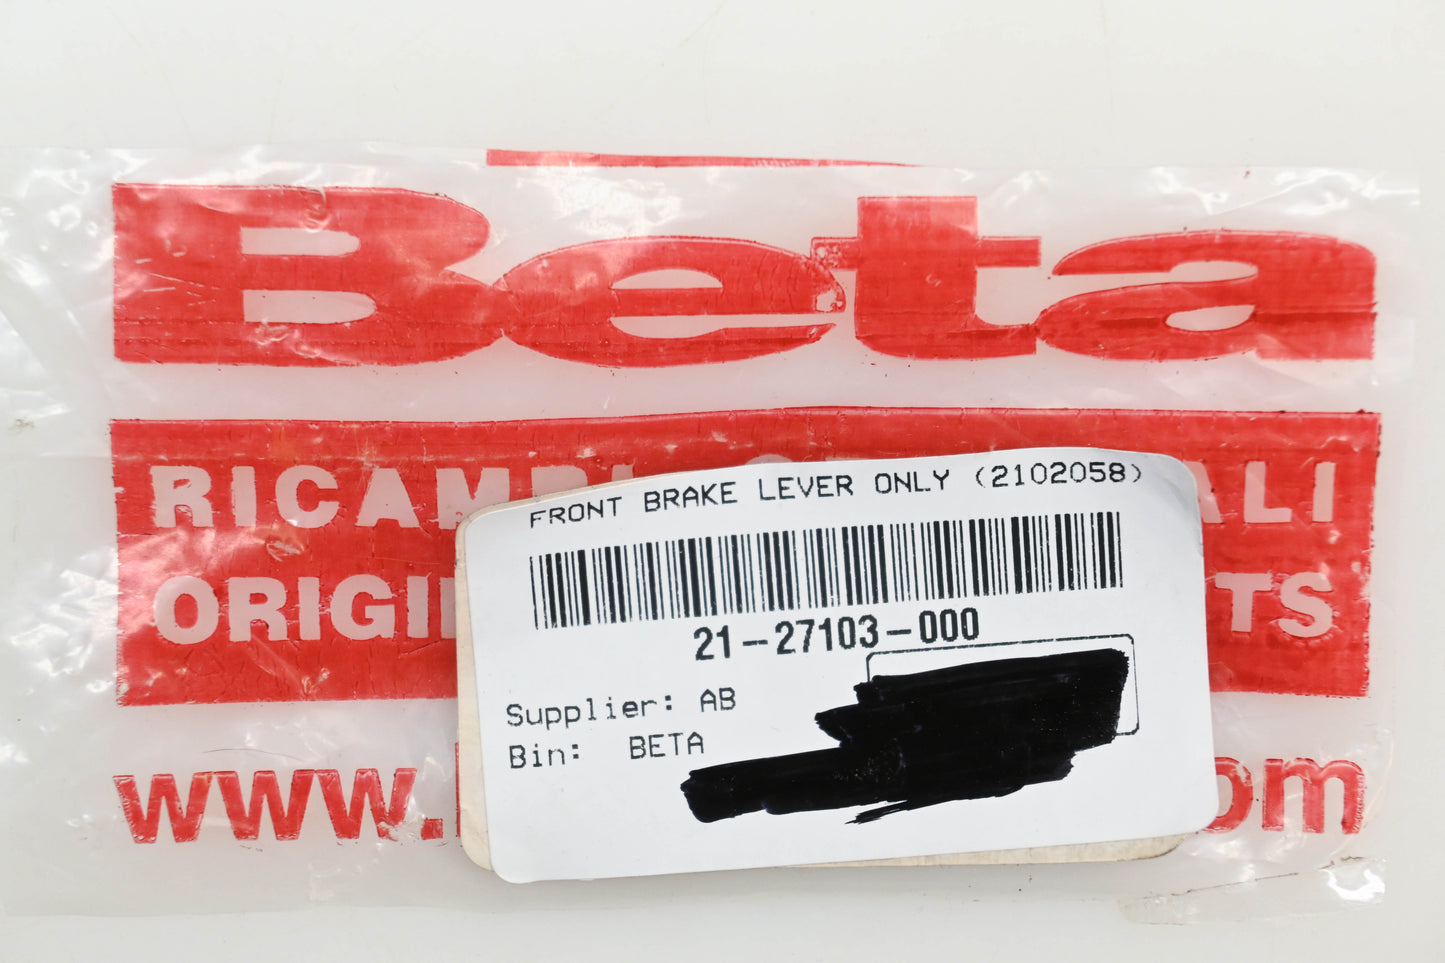 Beta
RICAMBI
ALI
ORIGI
TS
www.
om
FRONT BRAKE LEVER ONLY (2102058)
21-27103-000
Supplier: AB
Bin: BETA